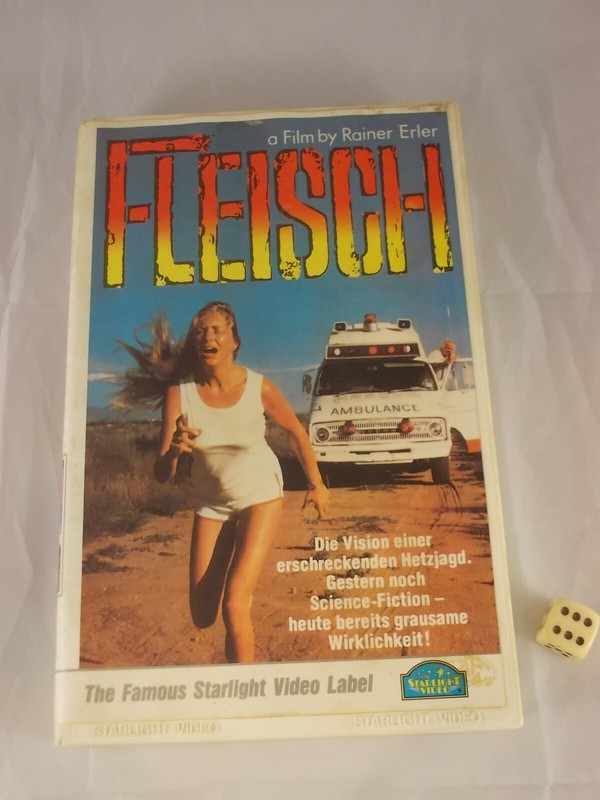 a Film by Rainer Erler
FLEISCH
AMBULANCE
Die Vision einer
erschreckenden Hetzjagd.
Gestern noch
Science-Fiction –
heute bereits grausame
Wirklichkeit!
The Famous Starlight Video Label
STARLIGHT
VIDEO
STARLIGHT VIDEO
STARLIGHT VIDEO